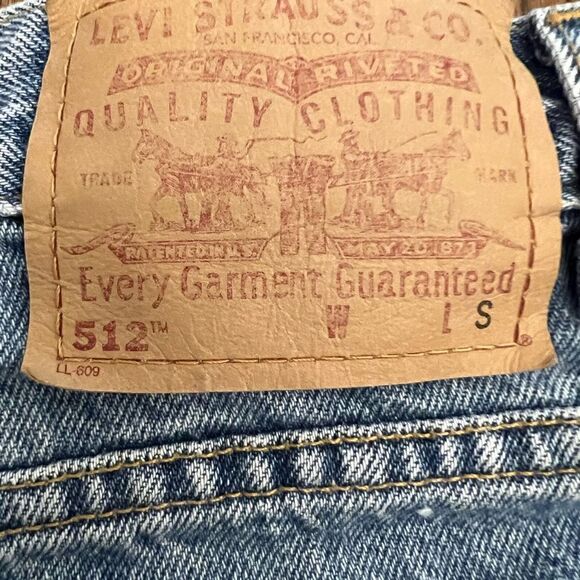 LEVI STRAUSS & CO.
SAN FRANCISCO, CAL
ORIGINAL RIVETED
QUALITY CLOTHING
TRADE MARK
PATENTED IN U.S. MAY 20 1873
Every Garment Guaranteed
512™ W L S
®
LL-609